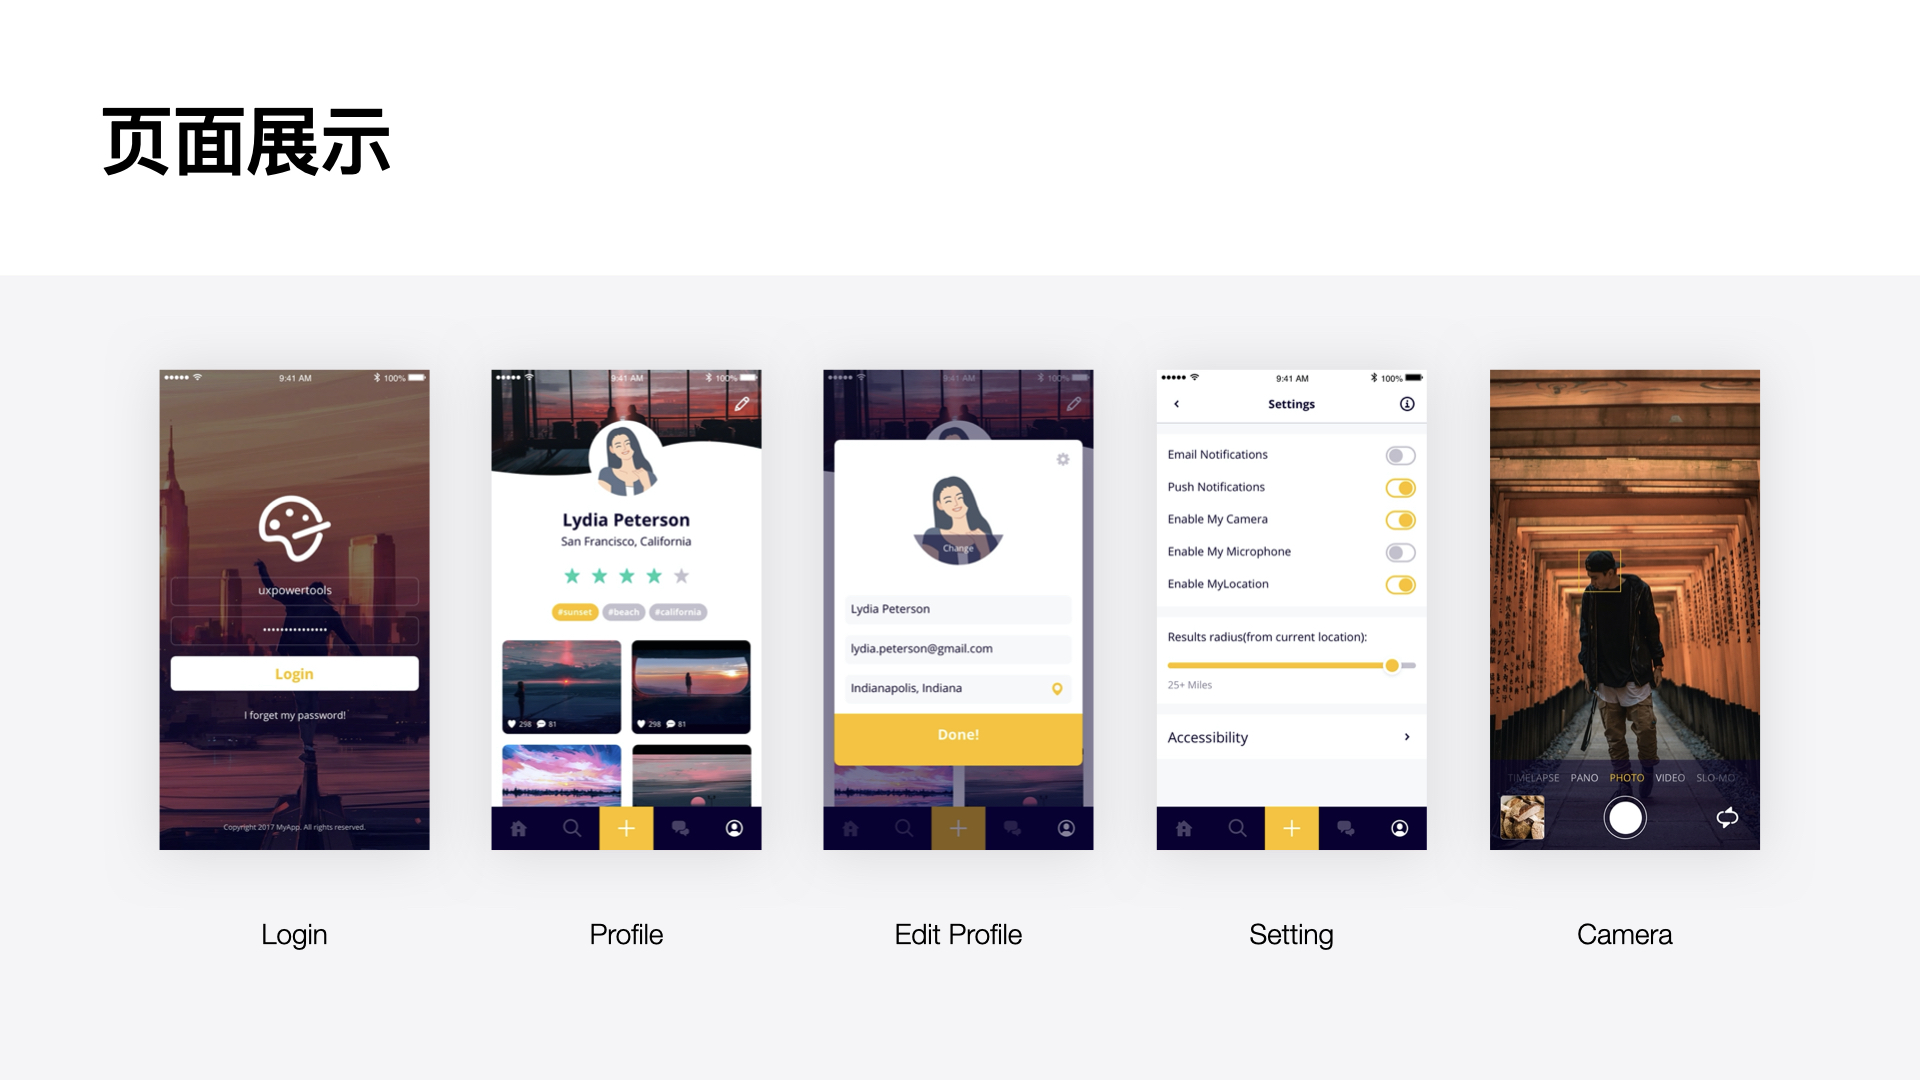 页面展示
9:41 AM
100%
uxpowertools
Login
I forget my password!
Copyright 2017 MyApp. All rights reserved.
Login
9:41 AM
100%
Lydia Peterson
San Francisco, California
#sunset #beach #california
298 81
298 81
Profile
9:41 AM
100%
Change
Lydia Peterson
lydia.peterson@gmail.com
Indianapolis, Indiana
Done!
Edit Profile
9:41 AM
100%
Settings
Email Notifications
Push Notifications
Enable My Camera
Enable My Microphone
Enable MyLocation
Results radius(from current location):
25+ Miles
Accessibility
Setting
TIMELAPSE PANO PHOTO VIDEO SLO-MO
Camera